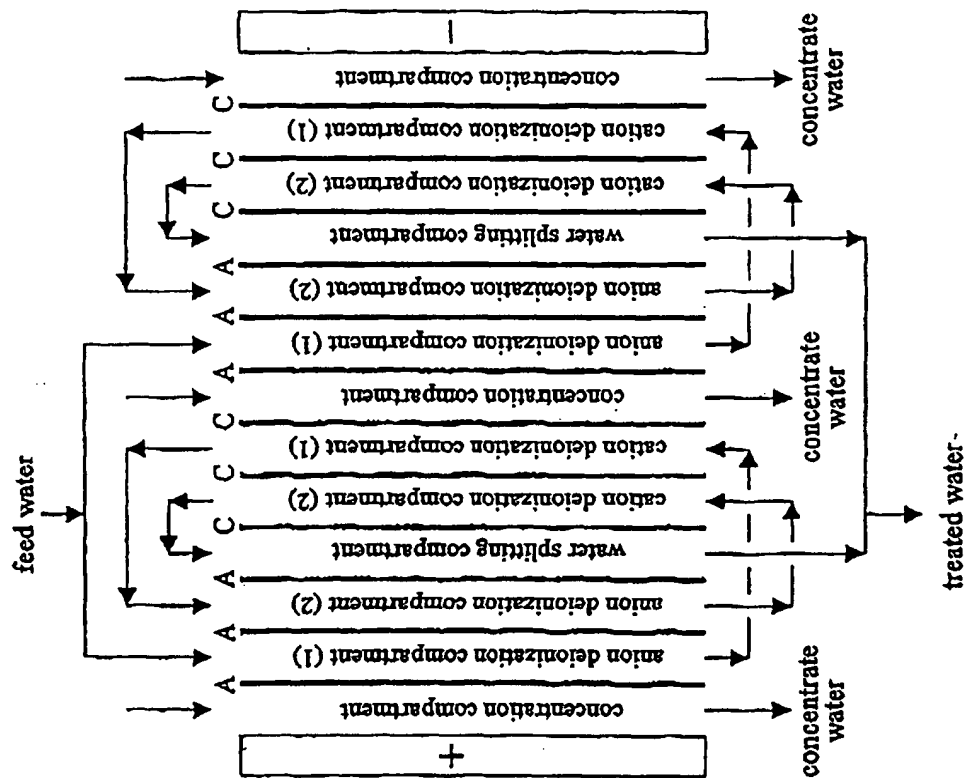 −
concentration compartment
C
cation deionization compartment (1)
concentrate
water
C
cation deionization compartment (2)
C
water splitting compartment
A
anion deionization compartment (2)
A
anion deionization compartment (1)
A
concentration compartment
concentrate
water
C
cation deionization compartment (1)
C
feed water
cation deionization compartment (2)
C
water splitting compartment
A
anion deionization compartment (2)
treated water-
A
anion deionization compartment (1)
A
concentration compartment
concentrate
water
+